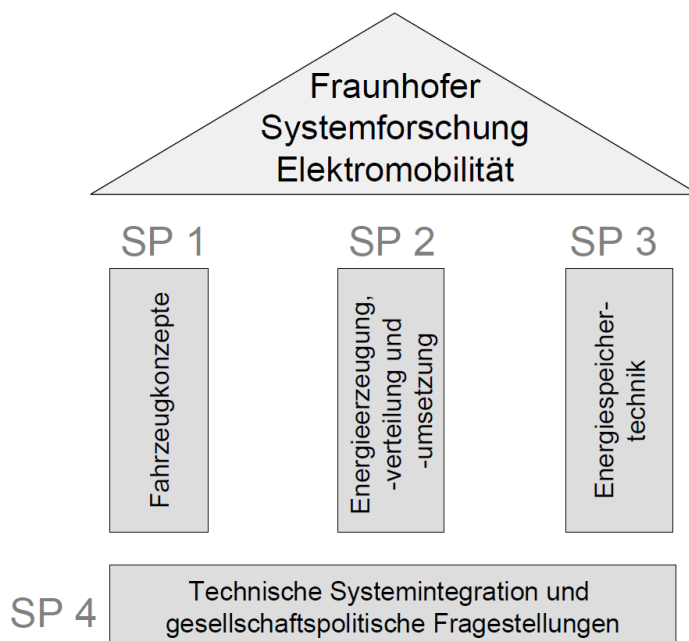 Fraunhofer
Systemforschung
Elektromobilität
SP 1
SP 2
SP 3
Fahrzeugkonzepte
Energieerzeugung,
-verteilung und
-umsetzung
Energiespeicher-
technik
SP 4
Technische Systemintegration und
gesellschaftspolitische Fragestellungen